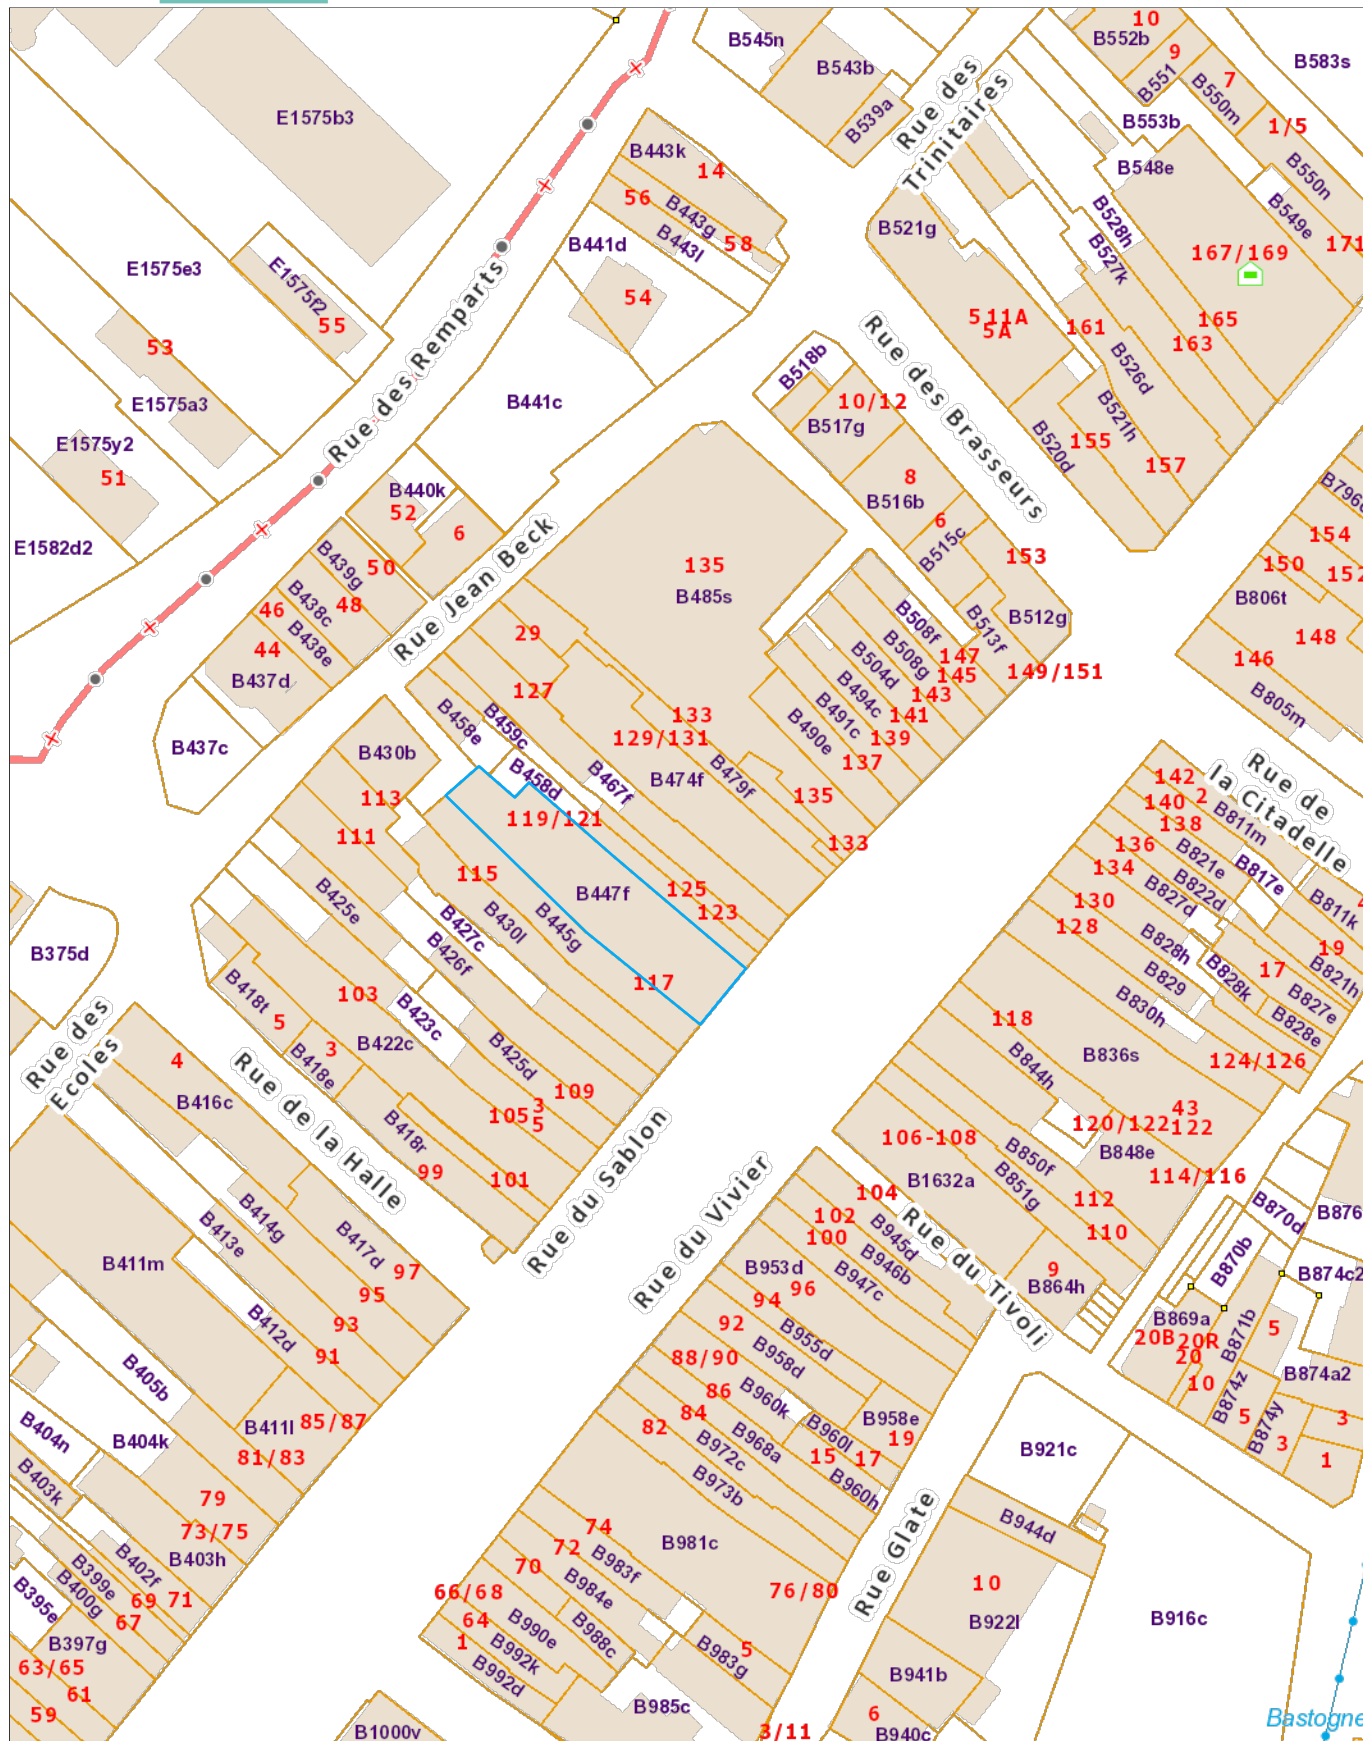 10
B552b
9
B551
7
B550m
1/5
B550n
B583s
B545n
B543b
B539a
Rue des
Trinitaires
B553b
B548e
B549e
171
E1575b3
B443k
14
56
B443g
58
B443l
B441d
54
B521g
B528h
B527k
167/169
165
163
161
5 11A
5A
B526d
B521h
B520d
155
157
E1575e3
E1575f2
55
53
E1575a3
E1575y2
51
E1582d2
Rue des Remparts
B441c
B518b
10/12
B517g
8
B516b
6
B515c
Rue des Brasseurs
153
B512g
B513f
149/151
B440k
52
6
50
B439g
48
B438c
46
B438e
44
B437d
B437c
Rue Jean Beck
135
B485s
B508f
B508g
147
145
B504d
143
B494c
141
B491c
139
B490e
137
135
133
29
127
133
129/131
B474f
B479f
B458e
B459c
B458d
B467f
119/121
B447f
125
123
117
B430b
113
111
115
B445g
B430l
B427c
B426f
B425e
B423c
B425d
109
105
3
5
103
B422c
B418t
5
3
B418e
B418r
99
101
B375d
Rue des
Ecoles
4
B416c
Rue de la Halle
Rue du Sablon
B414g
B413e
B417d
97
95
93
91
B411m
B412d
B405b
B404n
B404k
B411l
85/87
81/83
B403k
79
73/75
B403h
B402f
B399e
B400g
71
69
67
B395e
B397g
63/65
61
59
154
150
152
B806t
148
146
B805m
Rue de
la Citadelle
142
2
140
138
B811m
136
B821e
134
B822d
B817e
B827d
130
128
B811k
19
B821h
B828h
B829
B828k
17
B827e
B828e
B830h
118
B836s
124/126
B844h
120/122
43
122
B848e
114/116
106-108
B1632a
B850f
B851g
112
110
9
B864h
Rue du Vivier
Rue du Tivoli
104
102
100
B945d
B946b
B947c
B953d
96
94
92
B955d
B958d
88/90
86
B960k
84
82
B968a
B972c
B973b
B960l
B958e
19
15
17
B960h
74
72
B981c
76/80
70
B983f
B984e
66/68
64
1
B990e
B988c
B992k
B992d
B983g
5
B985c
3/11
B1000v
Rue Glate
B921c
B944d
10
B922l
B941b
6
B940c
B916c
B870d
B870b
B874c2
B869a
20B
20R
20
10
B871b
5
B874z
5
B874y
3
B874a2
3
1
Bastogne